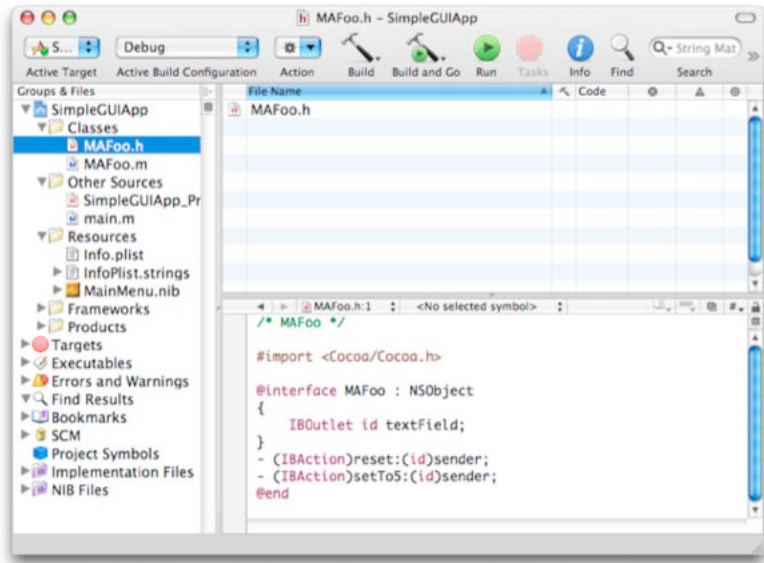 MAFoo.h – SimpleGUIApp
S... Debug String Mat
Active Target Active Build Configuration Action Build Build and Go Run Tasks Info Find Search
Groups & Files
SimpleGUIApp
Classes
MAFoo.h
MAFoo.m
Other Sources
SimpleGUIApp_Pr
main.m
Resources
Info.plist
InfoPlist.strings
MainMenu.nib
Frameworks
Products
Targets
Executables
Errors and Warnings
Find Results
Bookmarks
SCM
Project Symbols
Implementation Files
NIB Files
File Name Code
MAFoo.h
MAFoo.h:1 <No selected symbol> #
/* MAFoo */
#import <Cocoa/Cocoa.h>
@interface MAFoo : NSObject
{
IBOutlet id textField;
}
- (IBAction)reset:(id)sender;
- (IBAction)setTo5:(id)sender;
@end